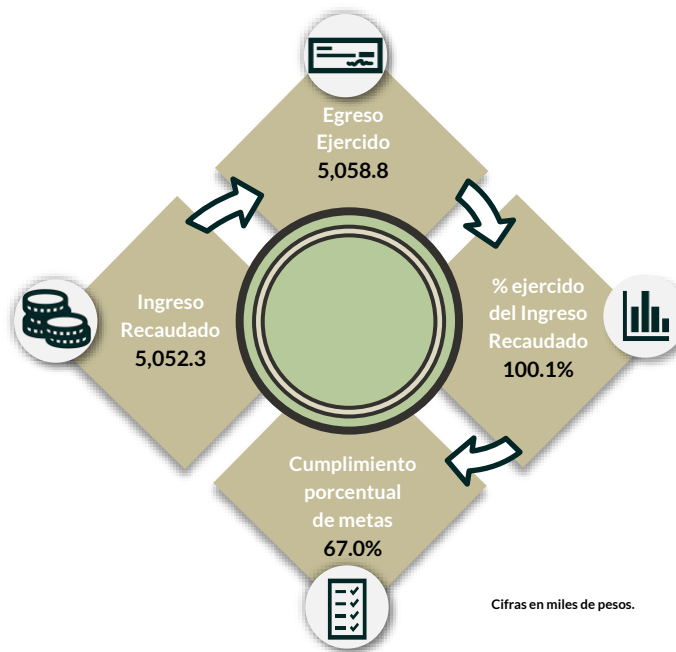 Egreso
Ejercido
5,058.8
Ingreso
Recaudado
5,052.3
% ejercido
del Ingreso
Recaudado
100.1%
Cumplimiento
porcentual
de metas
67.0%
Cifras en miles de pesos.